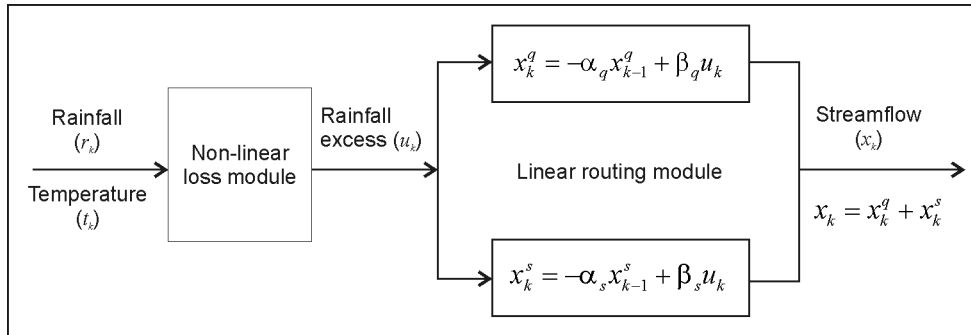 Rainfall
(r_k)
Temperature
(t_k)
Non-linear
loss module
Rainfall
excess (u_k)
x_k^q = −α_q x_{k−1}^q + β_q u_k
Linear routing module
x_k^s = −α_s x_{k−1}^s + β_s u_k
Streamflow
(x_k)
x_k = x_k^q + x_k^s